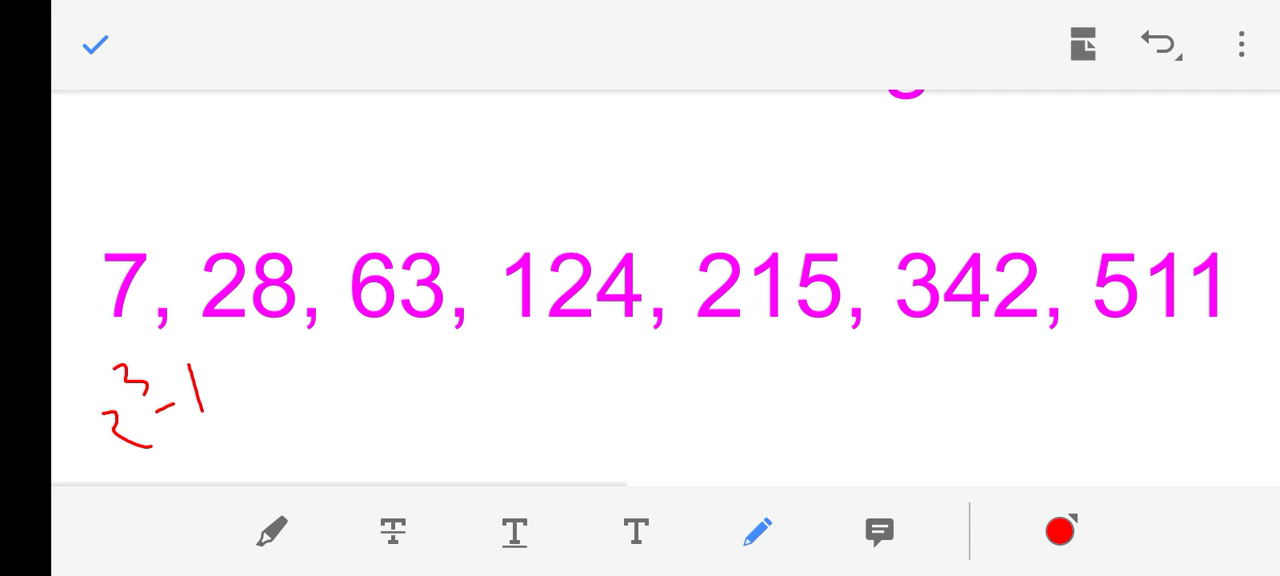 7, 28, 63, 124, 215, 342, 511
2³-1
T T T